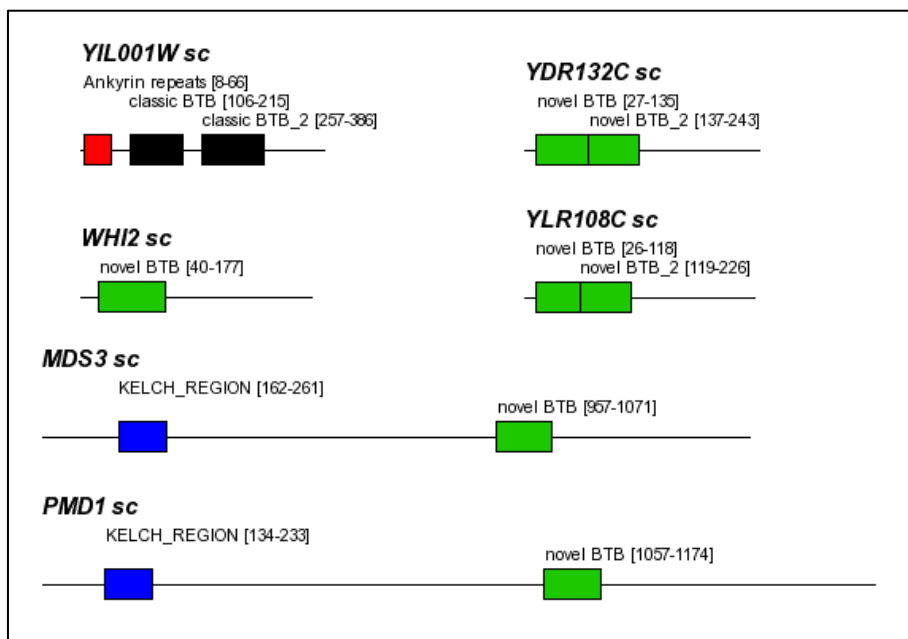 YIL001W sc
Ankyrin repeats [8-66]
classic BTB [106-215]
classic BTB_2 [257-386]
YDR132C sc
novel BTB [27-135]
novel BTB_2 [137-243]
WHI2 sc
novel BTB [40-177]
YLR108C sc
novel BTB [26-118]
novel BTB_2 [119-226]
MDS3 sc
KELCH_REGION [162-261]
novel BTB [957-1071]
PMD1 sc
KELCH_REGION [134-233]
novel BTB [1057-1174]